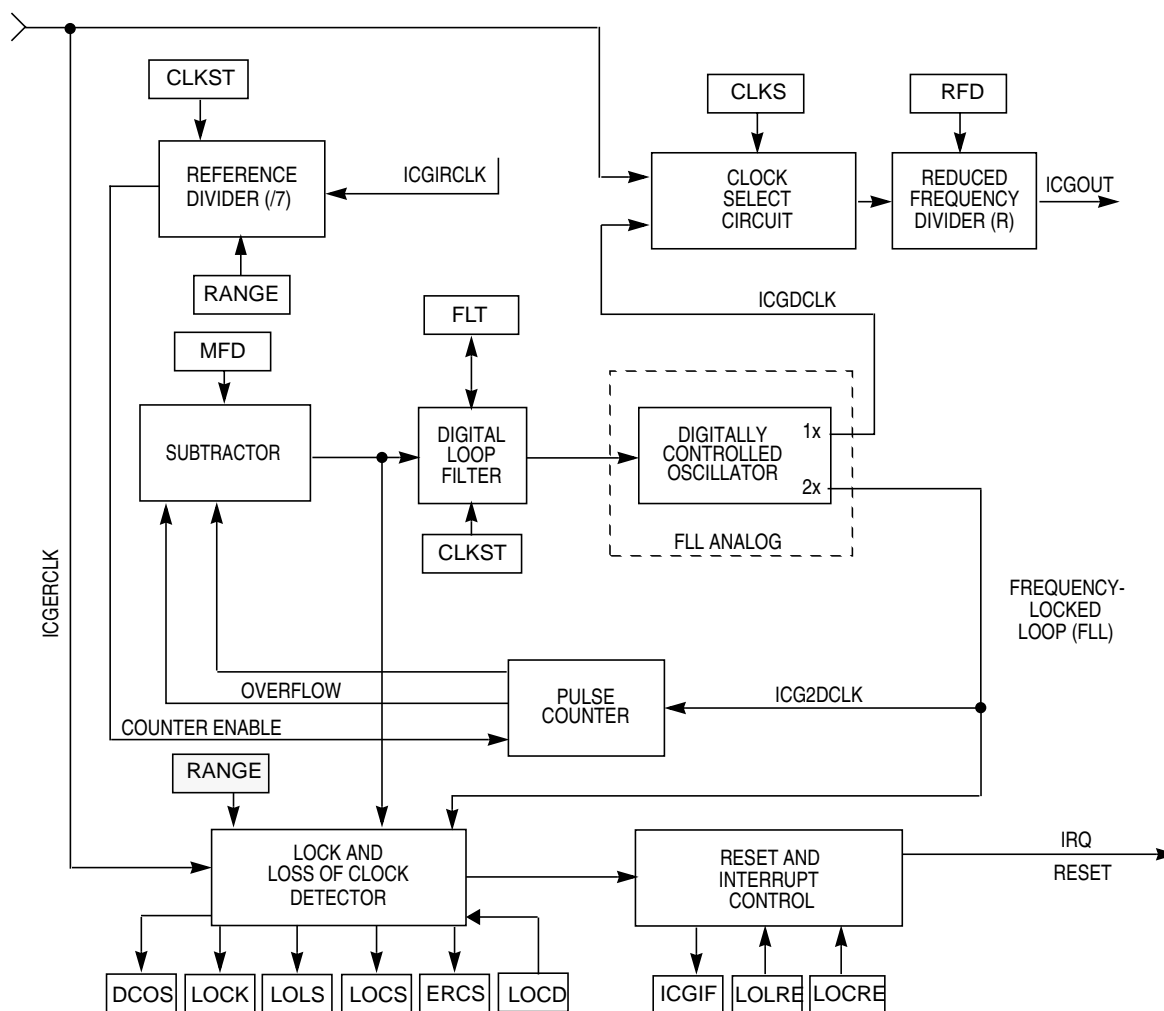 CLKST
CLKS
RFD
REFERENCE
DIVIDER (/7)
ICGIRCLK
CLOCK
SELECT
CIRCUIT
REDUCED
FREQUENCY
DIVIDER (R)
ICGOUT
RANGE
FLT
ICGDCLK
MFD
SUBTRACTOR
DIGITAL
LOOP
FILTER
DIGITALLY
CONTROLLED
OSCILLATOR
1x
2x
CLKST
FLL ANALOG
ICGERCLK
FREQUENCY-
LOCKED
LOOP (FLL)
OVERFLOW
PULSE
COUNTER
ICG2DCLK
COUNTER ENABLE
RANGE
LOCK AND
LOSS OF CLOCK
DETECTOR
RESET AND
INTERRUPT
CONTROL
IRQ
RESET
DCOS
LOCK
LOLS
LOCS
ERCS
LOCD
ICGIF
LOLRE
LOCRE